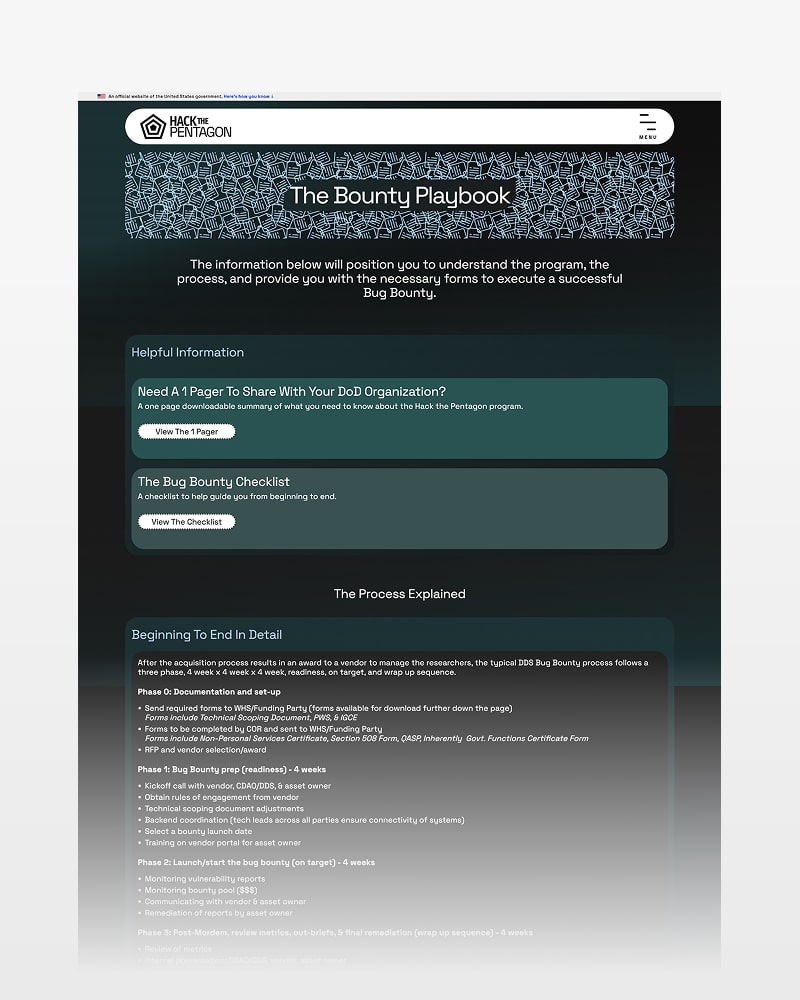 An official website of the United States government. Here's how you know ↓
HACK THE
PENTAGON
MENU
The Bounty Playbook
The information below will position you to understand the program, the
process, and provide you with the necessary forms to execute a successful
Bug Bounty.
Helpful Information
Need A 1 Pager To Share With Your DoD Organization?
A one page downloadable summary of what you need to know about the Hack the Pentagon program.
View The 1 Pager
The Bug Bounty Checklist
A checklist to help guide you from beginning to end.
View The Checklist
The Process Explained
Beginning To End In Detail
After the acquisition process results in an award to a vendor to manage the researchers, the typical DDS Bug Bounty process follows a
three phase, 4 week x 4 week x 4 week, readiness, on target, and wrap up sequence.
Phase 0: Documentation and set-up
• Send required forms to WHS/Funding Party (forms available for download further down the page)
Forms include Technical Scoping Document, PWS, & IGCE
• Forms to be completed by COR and sent to WHS/Funding Party
Forms include Non-Personal Services Certificate, Section 508 Form, QASP, Inherently Govt. Functions Certificate Form
• RFP and vendor selection/award
Phase 1: Bug Bounty prep (readiness) - 4 weeks
• Kickoff call with vendor, CDAO/DDS, & asset owner
• Obtain rules of engagement from vendor
• Technical scoping document adjustments
• Backend coordination (tech leads across all parties ensure connectivity of systems)
• Select a bounty launch date
• Training on vendor portal for asset owner
Phase 2: Launch/start the bug bounty (on target) - 4 weeks
• Monitoring vulnerability reports
• Monitoring bounty pool ($$$)
• Communicating with vendor & asset owner
• Remediation of reports by asset owner
Phase 3: Post-Mordem, review metrics, out-briefs, & final remediation (wrap up sequence) - 4 weeks
• Review of metrics